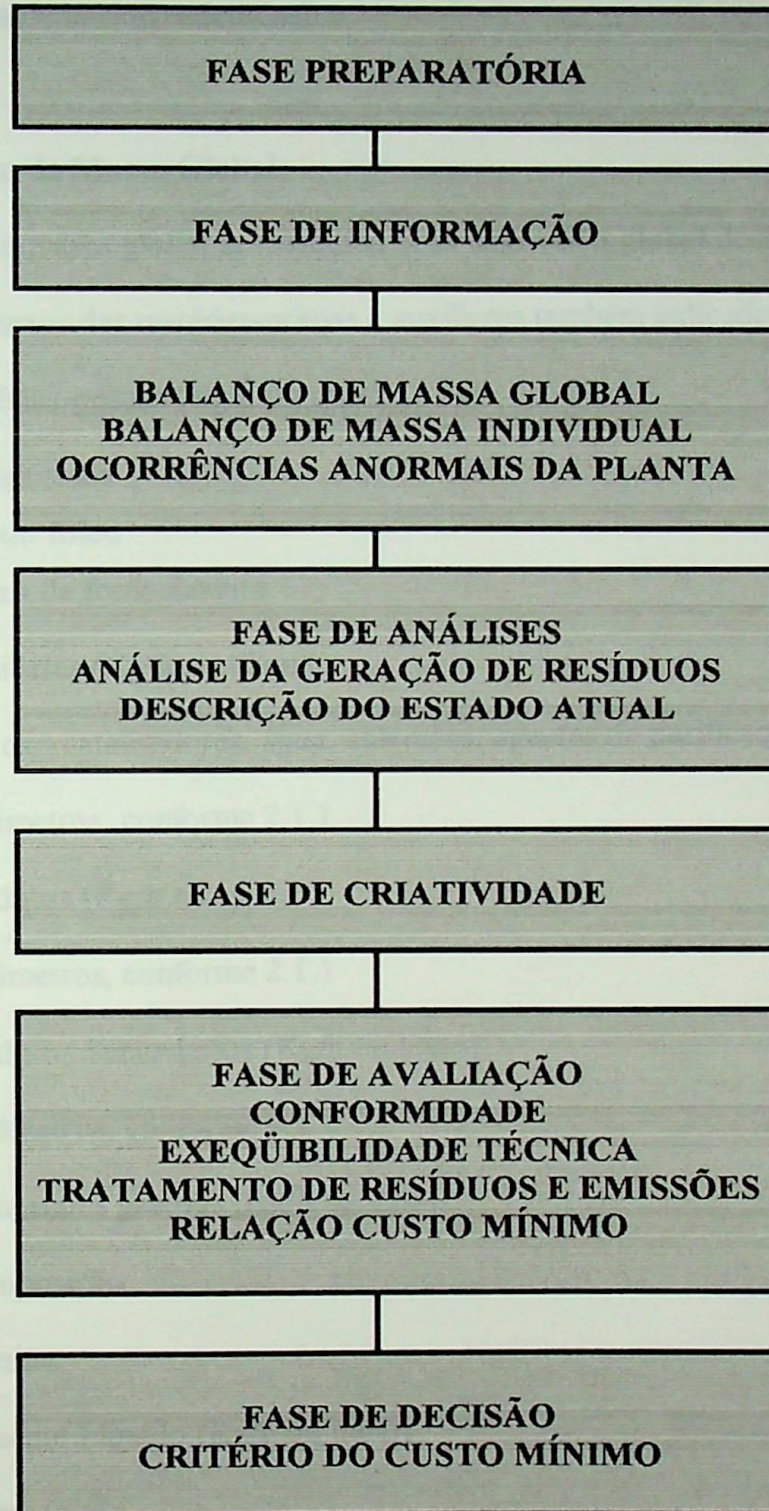 FASE PREPARATÓRIA
FASE DE INFORMAÇÃO
BALANÇO DE MASSA GLOBAL
BALANÇO DE MASSA INDIVIDUAL
OCORRÊNCIAS ANORMAIS DA PLANTA
FASE DE ANÁLISES
ANÁLISE DA GERAÇÃO DE RESÍDUOS
DESCRIÇÃO DO ESTADO ATUAL
FASE DE CRIATIVIDADE
FASE DE AVALIAÇÃO
CONFORMIDADE
EXEQÜIBILIDADE TÉCNICA
TRATAMENTO DE RESÍDUOS E EMISSÕES
RELAÇÃO CUSTO MÍNIMO
FASE DE DECISÃO
CRITÉRIO DO CUSTO MÍNIMO